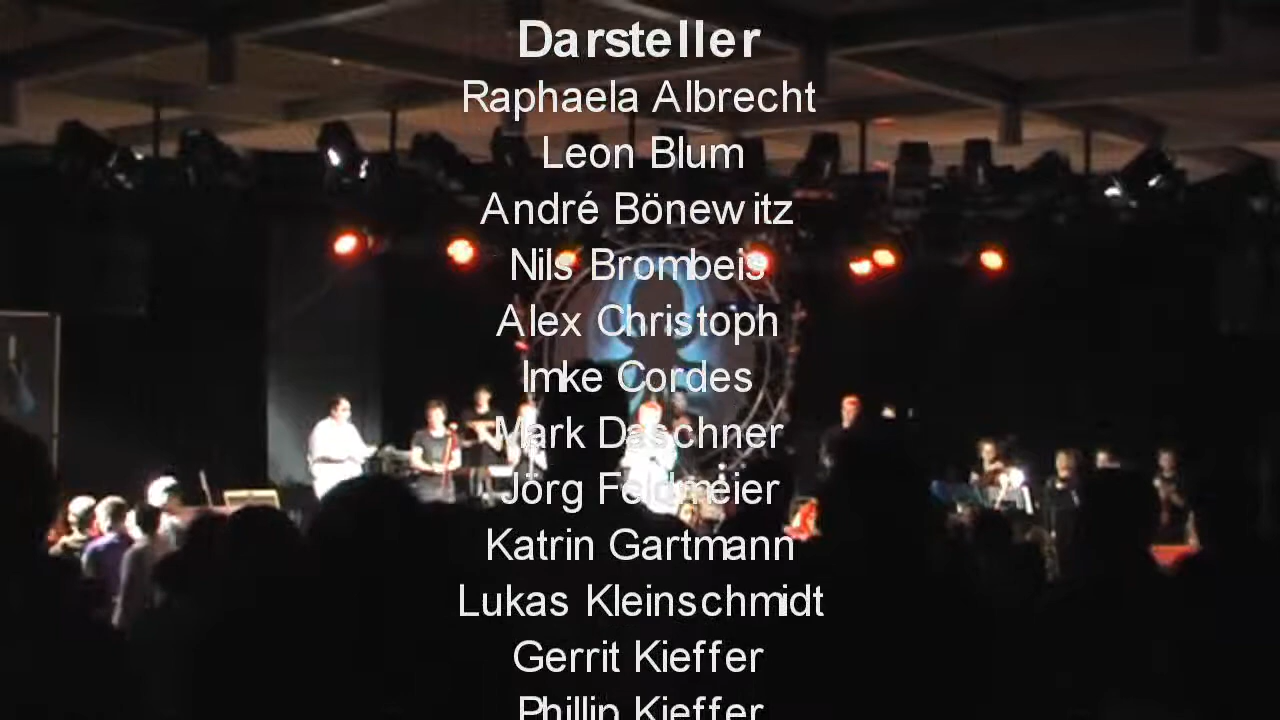 Darsteller
Raphaela Albrecht
Leon Blum
André Bönewitz
Nils Brombeis
Alex Christoph
Imke Cordes
Mark Daschner
Jörg Feldmeier
Katrin Gartmann
Lukas Kleinschmidt
Gerrit Kieffer
Phillip Kieffer